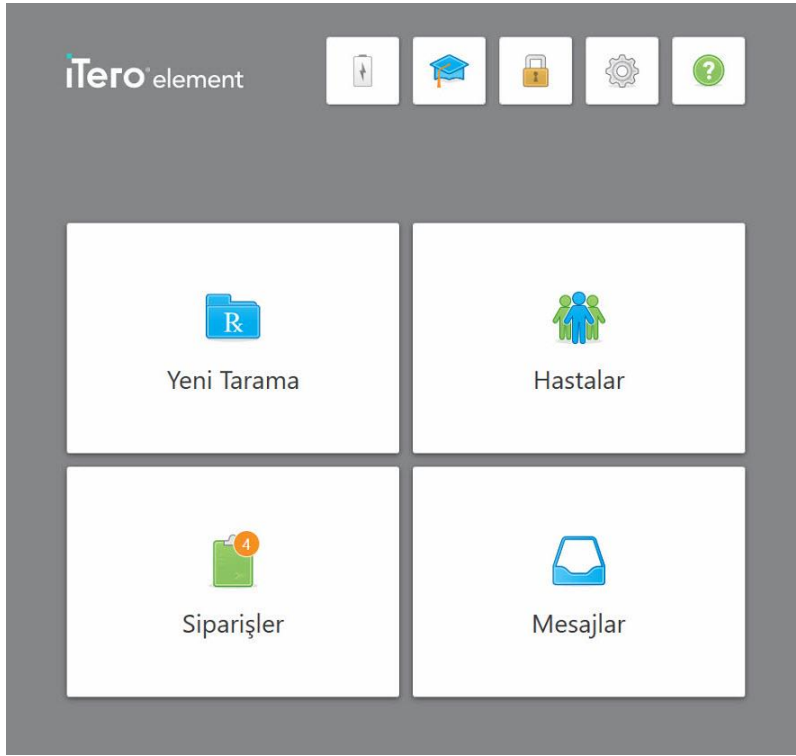 iTero element
?
R
Yeni Tarama
Hastalar
4
Siparişler
Mesajlar